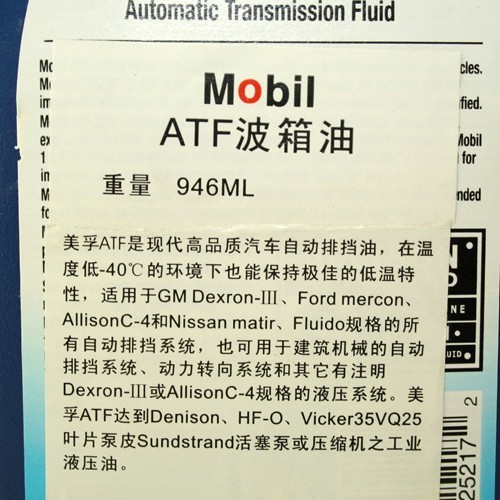 Automatic Transmission Fluid
Mobil
ATF波箱油
重量 946ML
美孚ATF是现代高品质汽车自动排挡油，在温
度低-40℃的环境下也能保持极佳的低温特
性，适用于GM Dexron-III、Ford mercon、
AllisonC-4和Nissan matir、Fluido规格的所
有自动排挡系统，也可用于建筑机械的自动
排挡系统、动力转向系统和其它有注明
Dexron-III或AllisonC-4规格的液压系统。美
孚ATF达到Denison、HF-O、Vicker35VQ25
叶片泵皮Sundstrand活塞泵或压缩机之工业
液压油。
Mobil
for
25217 2